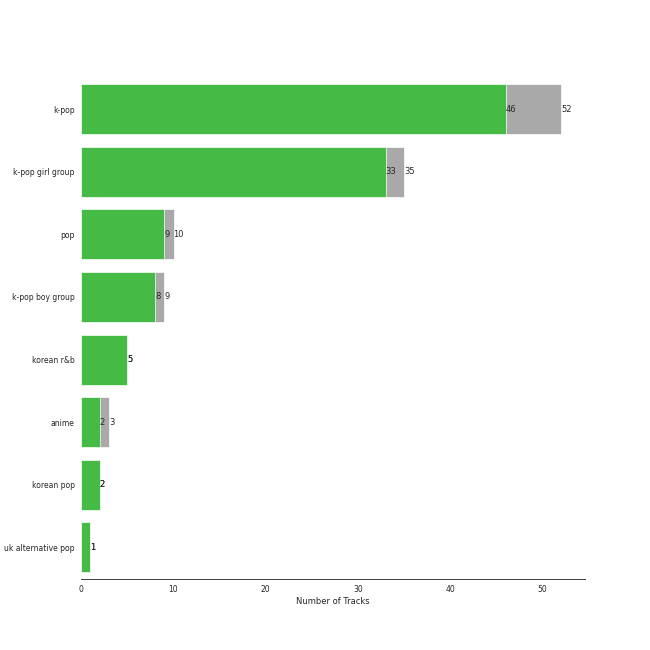 k-pop 46 52
k-pop girl group 33 35
pop 9 10
k-pop boy group 8 9
korean r&b 5
anime 2 3
korean pop 2
uk alternative pop 1
0 10 20 30 40 50
Number of Tracks